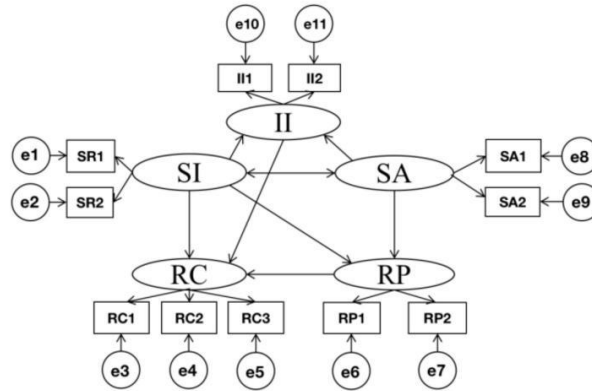 e10 e11
II1 II2
II
e1 SR1 SA1 e8
SI SA
e2 SR2 SA2 e9
RC RP
RC1 RC2 RC3 RP1 RP2
e3 e4 e5 e6 e7